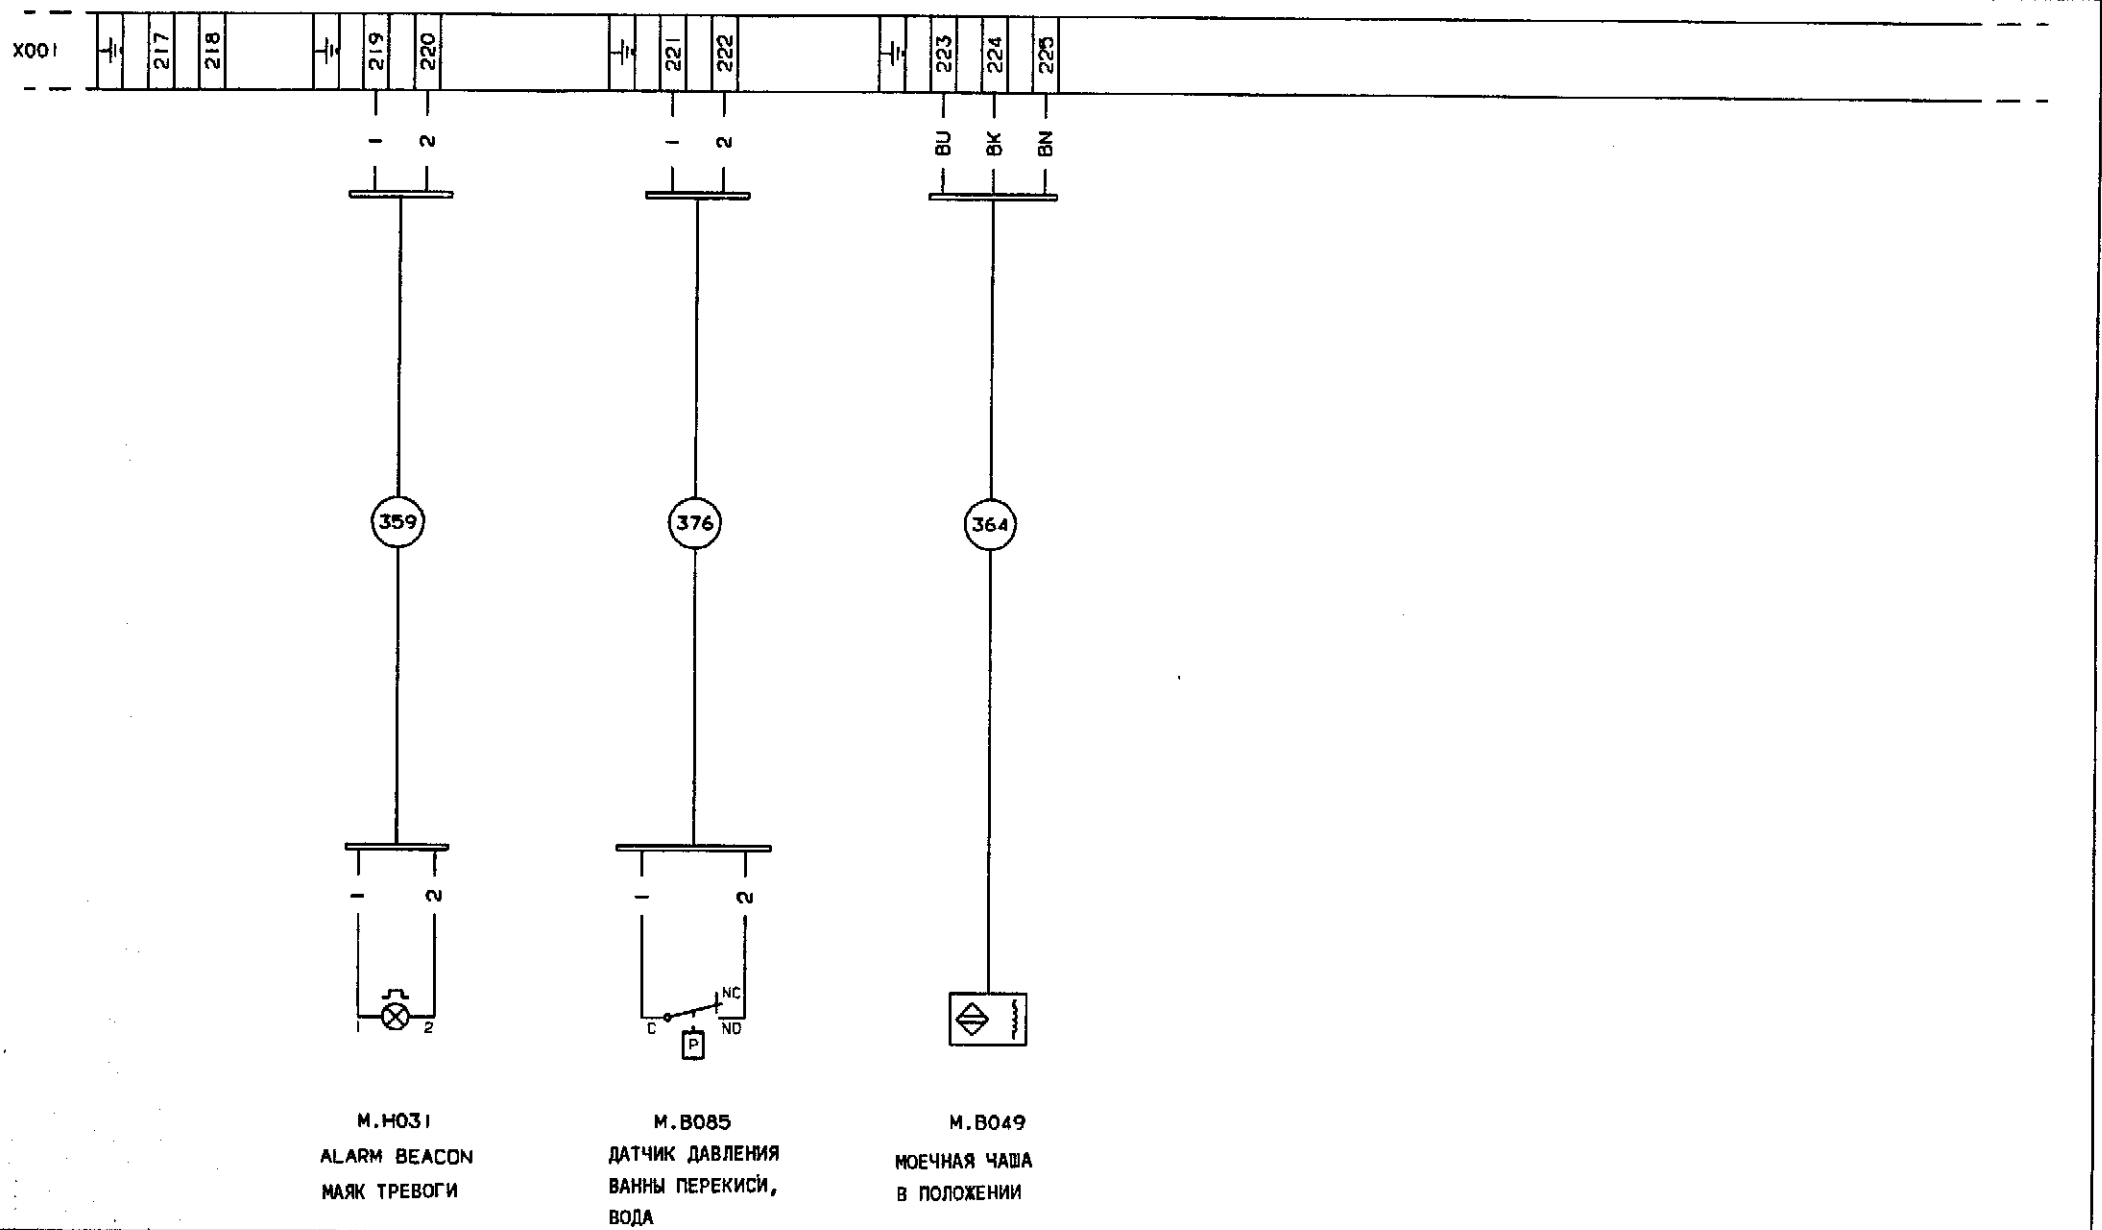 X001 217 218 219 220 221 222 223 224 225
1 2 1 2 BU BK BN
359 376 364
1 2 1 2
NC
1 2 C NO
P
M.H031 M.B085 M.B049
ALARM BEACON ДАТЧИК ДАВЛЕНИЯ МОЕЧНАЯ ЧАША
МАЯК ТРЕВОГИ ВАННЫ ПЕРЕКИСИ, В ПОЛОЖЕНИИ
ВОДА